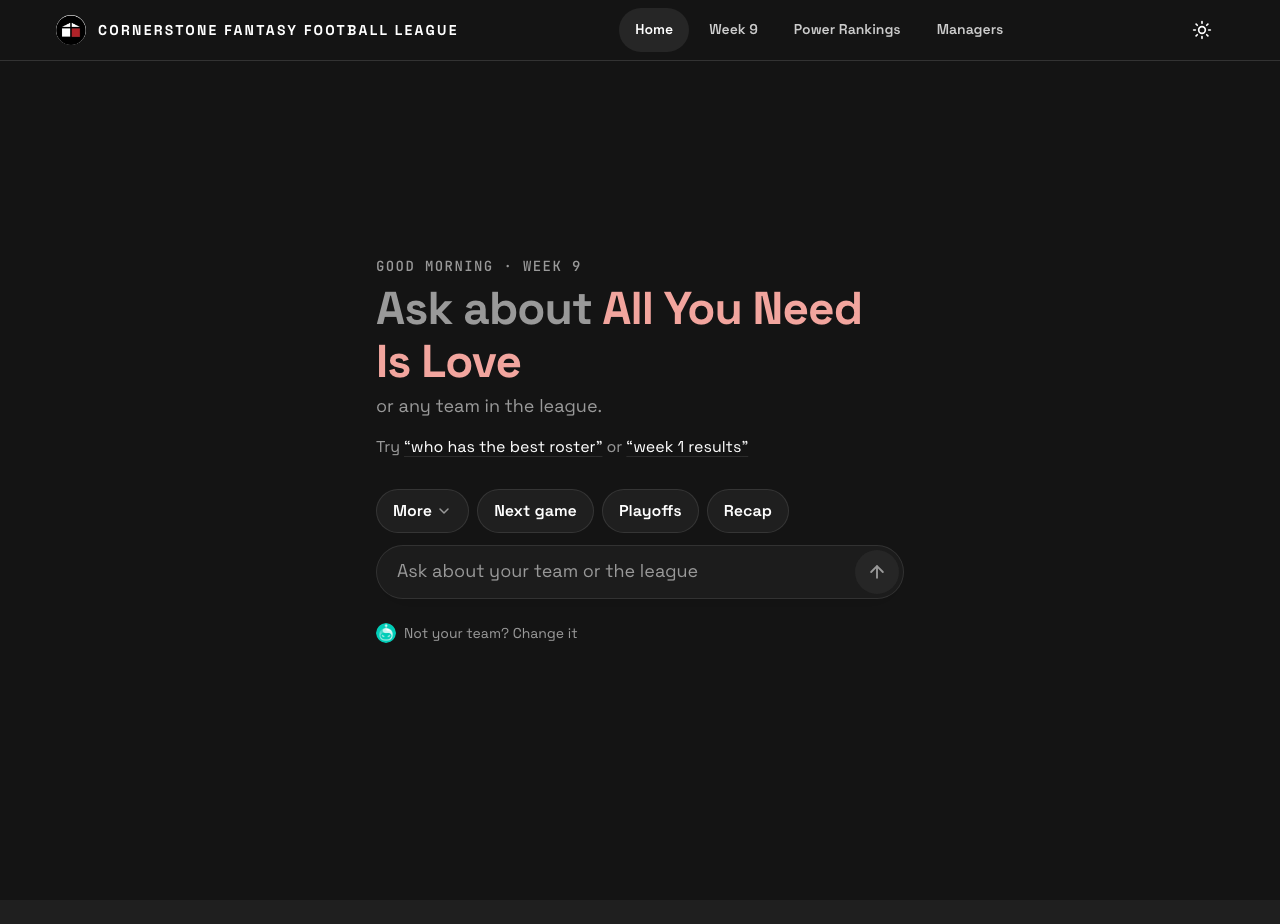 CORNERSTONE FANTASY FOOTBALL LEAGUE
Home
Week 9
Power Rankings
Managers
GOOD MORNING · WEEK 9
Ask about All You Need
Is Love
or any team in the league.
Try “who has the best roster” or “week 1 results”
More
Next game
Playoffs
Recap
Ask about your team or the league
Not your team? Change it